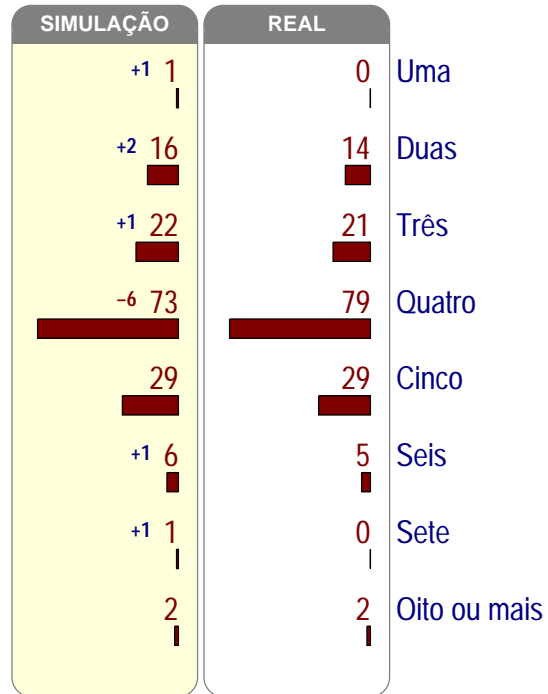 SIMULAÇÃO REAL
+1 1 0 Uma
+2 16 14 Duas
+1 22 21 Três
−6 73 79 Quatro
29 29 Cinco
+1 6 5 Seis
+1 1 0 Sete
2 2 Oito ou mais